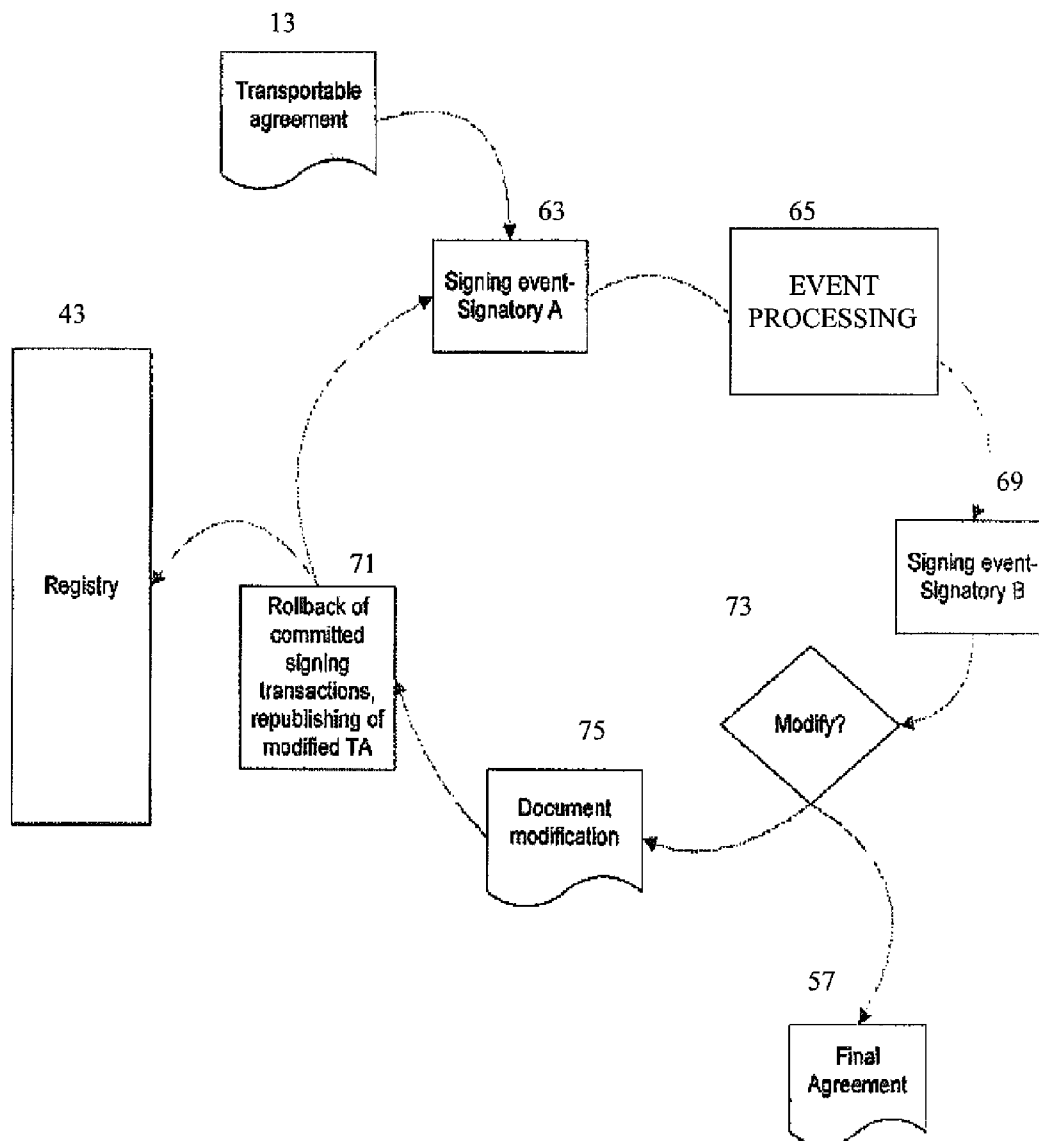 13
Transportable
agreement
63
Signing event-
Signatory A
65
EVENT
PROCESSING
43
Registry
69
Signing event-
Signatory B
71
Rollback of
committed
signing
transactions,
republishing of
modified TA
73
Modify?
75
Document
modification
57
Final
Agreement